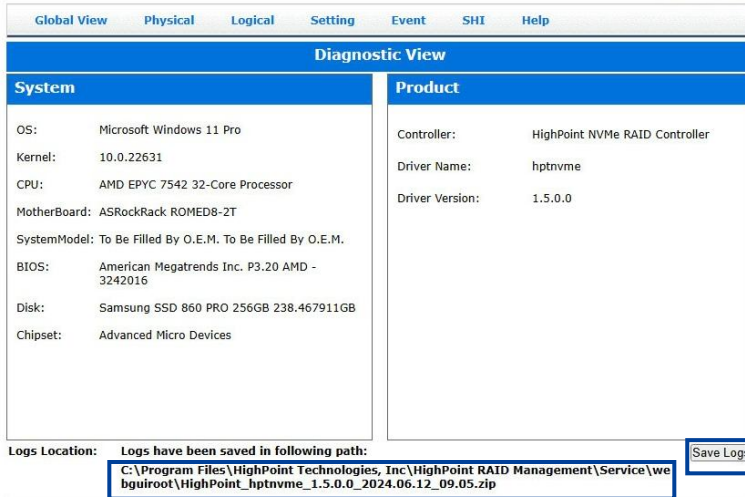 Global View Physical Logical Setting Event SHI Help
Diagnostic View
System
OS: Microsoft Windows 11 Pro
Kernel: 10.0.22631
CPU: AMD EPYC 7542 32-Core Processor
MotherBoard: ASRockRack ROMED8-2T
SystemModel: To Be Filled By O.E.M. To Be Filled By O.E.M.
BIOS: American Megatrends Inc. P3.20 AMD -
3242016
Disk: Samsung SSD 860 PRO 256GB 238.467911GB
Chipset: Advanced Micro Devices
Product
Controller: HighPoint NVMe RAID Controller
Driver Name: hptnvme
Driver Version: 1.5.0.0
Logs Location: Logs have been saved in following path:
C:\Program Files\HighPoint Technologies, Inc\HighPoint RAID Management\Service\we
bguiroot\HighPoint_hptnvme_1.5.0.0_2024.06.12_09.05.zip
Save Logs